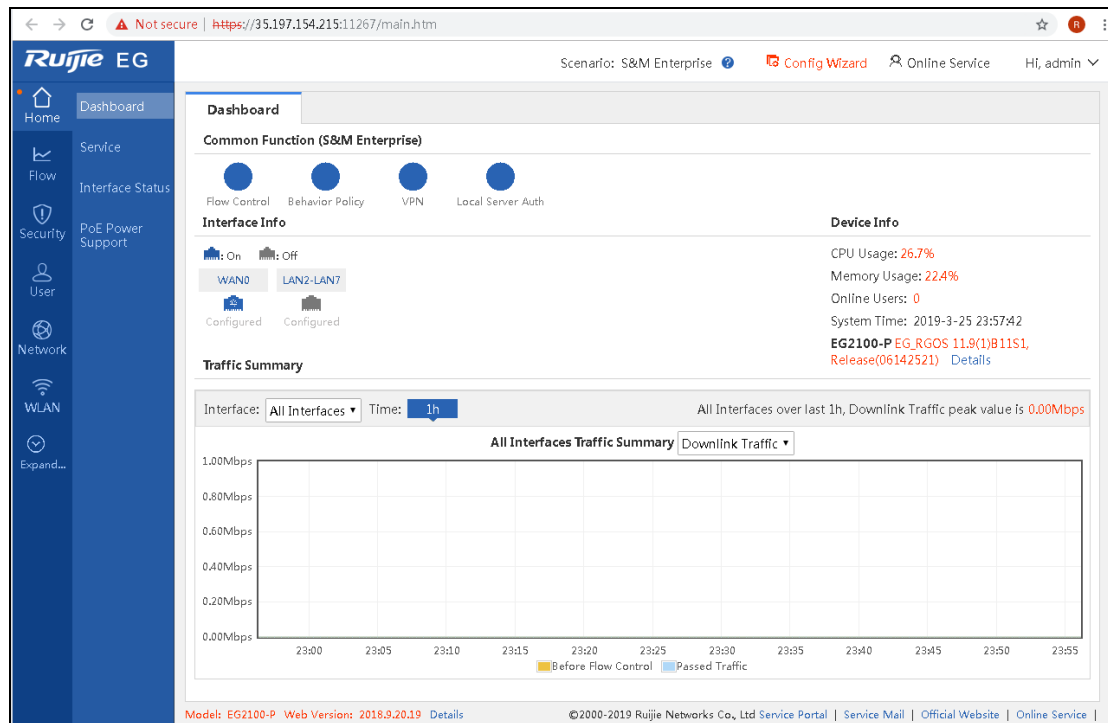 Not secure | https://35.197.154.215:11267/main.htm
R
Ruijie EG
Scenario: S&M Enterprise ?
Config Wizard
Online Service
Hi, admin
Home
Flow
Security
User
Network
WLAN
Expand...
Dashboard
Service
Interface Status
PoE Power
Support
Dashboard
Common Function (S&M Enterprise)
Flow Control
Behavior Policy
VPN
Local Server Auth
Interface Info
: On
: Off
WAN0
LAN2-LAN7
Configured
Configured
Device Info
CPU Usage: 26.7%
Memory Usage: 22.4%
Online Users: 0
System Time: 2019-3-25 23:57:42
EG2100-P EG_RGOS 11.9(1)B11S1,
Release(06142521) Details
Traffic Summary
Interface: All Interfaces Time: 1h
All Interfaces over last 1h, Downlink Traffic peak value is 0.00Mbps
All Interfaces Traffic Summary Downlink Traffic
1.00Mbps
0.80Mbps
0.60Mbps
0.40Mbps
0.20Mbps
0.00Mbps
23:00 23:05 23:10 23:15 23:20 23:25 23:30 23:35 23:40 23:45 23:50 23:55
Before Flow Control Passed Traffic
Model: EG2100-P Web Version: 2018.9.20.19 Details
©2000-2019 Ruijie Networks Co., Ltd Service Portal | Service Mail | Official Website | Online Service |